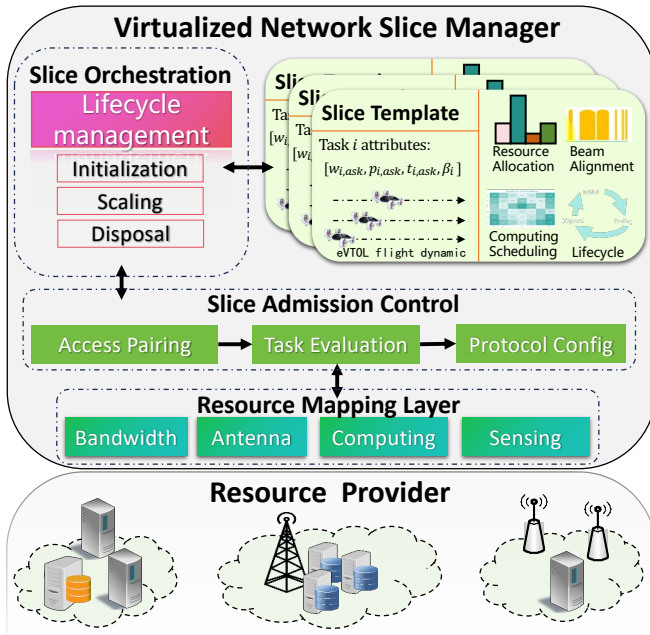 Virtualized Network Slice Manager
Slice Orchestration
Lifecycle
management
Initialization
Scaling
Disposal
Slice
Slice
Slice Template
Task i attributes:
[w_{i,ask}, p_{i,ask}, t_{i,ask}, β_i]
eVTOL flight dynamic
Resource
Allocation
Beam
Alignment
Computing
Scheduling
Lifecycle
Slice Admission Control
Access Pairing
Task Evaluation
Protocol Config
Resource Mapping Layer
Bandwidth
Antenna
Computing
Sensing
Resource Provider